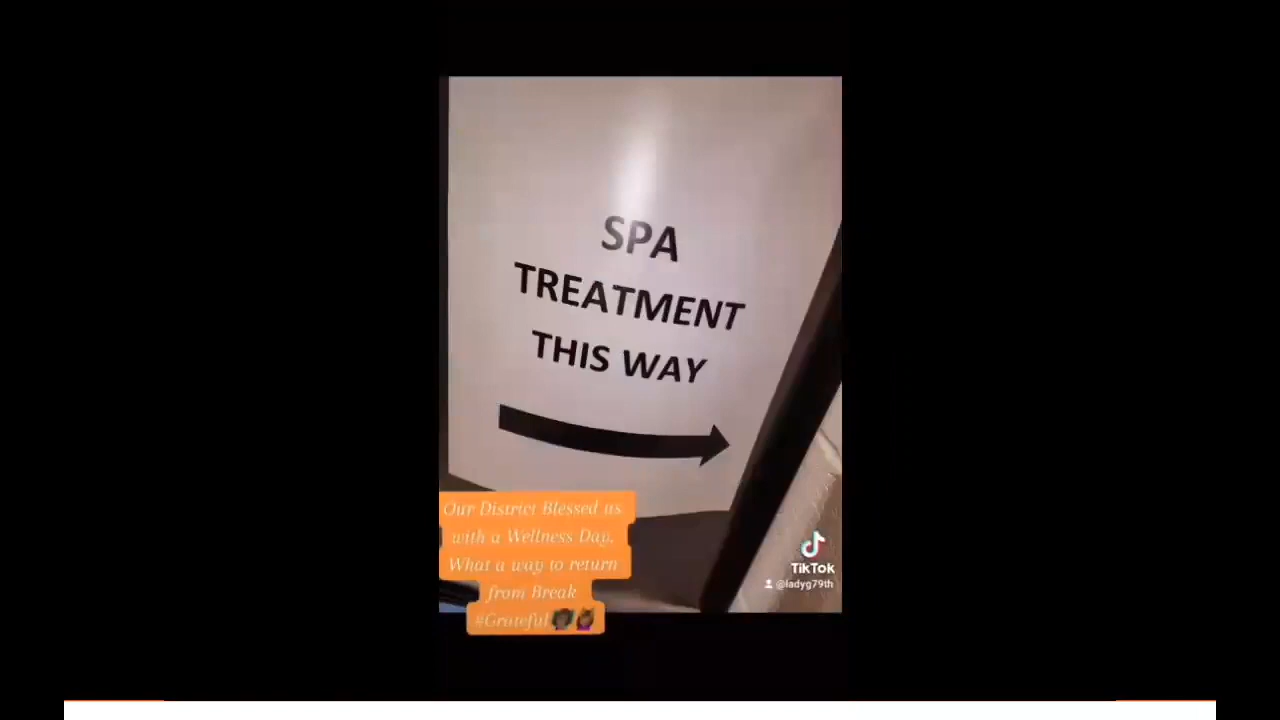 SPA
TREATMENT
THIS WAY
Our District Blessed us
with a Wellness Day.
What a way to return
from Break
#Grateful
TikTok
@ladyg79th